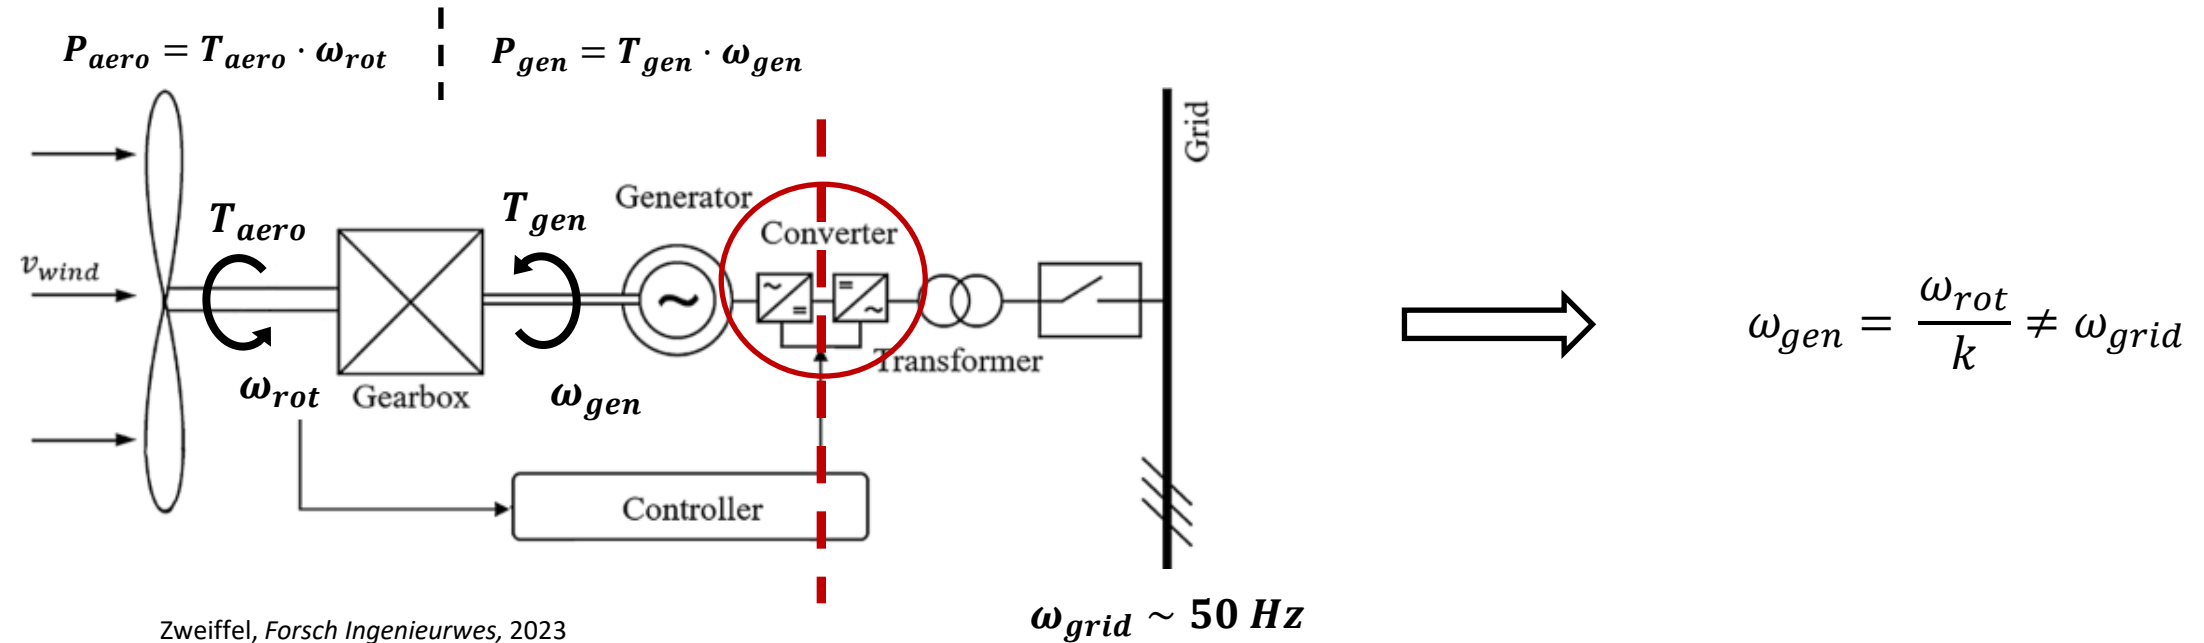 P_aero = T_aero · ω_rot
P_gen = T_gen · ω_gen
Grid
Generator
T_gen
T_aero
Converter
v_wind
~
=
=
~
~
Transformer
ω_gen = ω_rot / k ≠ ω_grid
ω_rot
Gearbox
ω_gen
Controller
ω_grid ~ 50 Hz
Zweiffel, Forsch Ingenieurwes, 2023